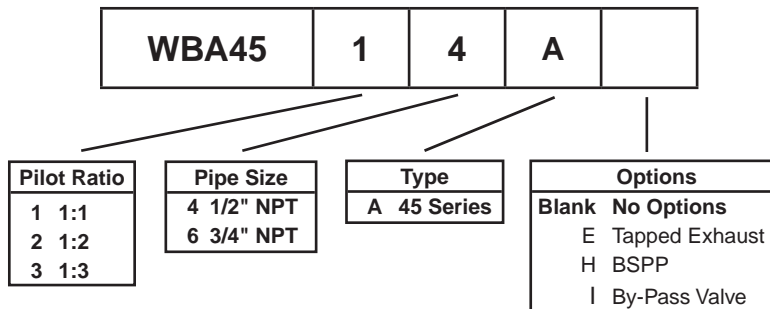 WBA45 1 4 A
Pilot Ratio
1 1:1
2 1:2
3 1:3
Pipe Size
4 1/2" NPT
6 3/4" NPT
Type
A 45 Series
Options
Blank No Options
E Tapped Exhaust
H BSPP
I By-Pass Valve